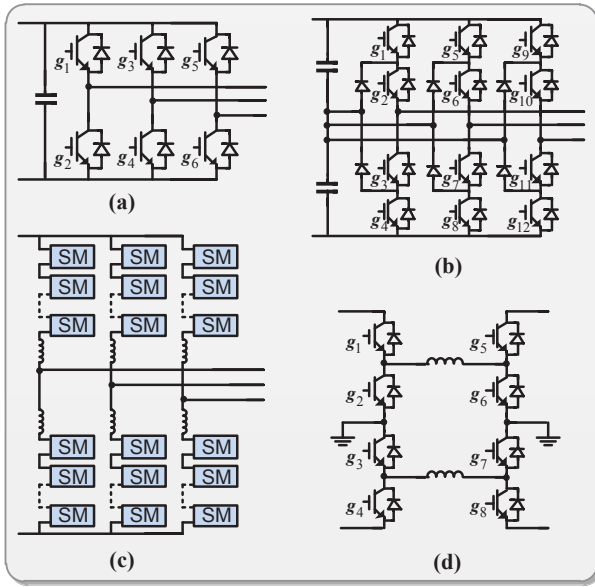 g1 g3 g5
g2 g4 g6
(a)
g1 g5 g9
g2 g6 g10
g3 g7 g11
g4 g8 g12
(b)
SM SM SM
SM SM SM
SM SM SM
SM SM SM
SM SM SM
SM SM SM
(c)
g1 g5
g2 g6
g3 g7
g4 g8
(d)